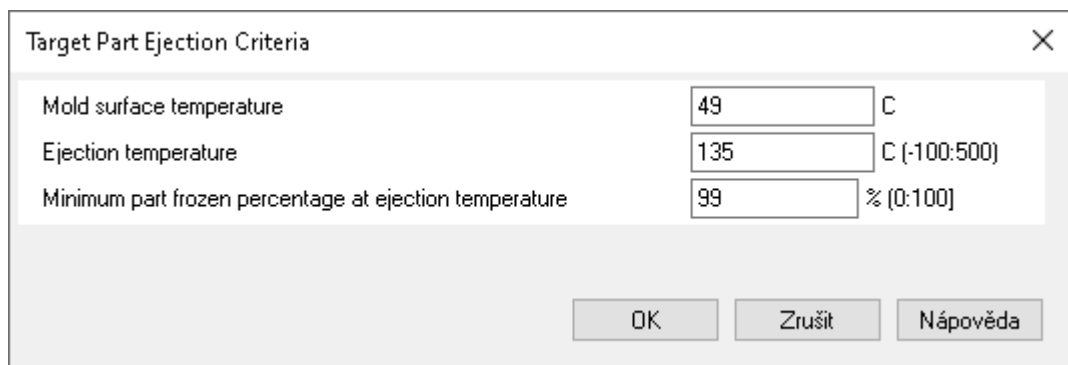 Target Part Ejection Criteria
Mold surface temperature 49 C
Ejection temperature 135 C (-100:500)
Minimum part frozen percentage at ejection temperature 99 % (0:100]
OK Zrušit Nápověda